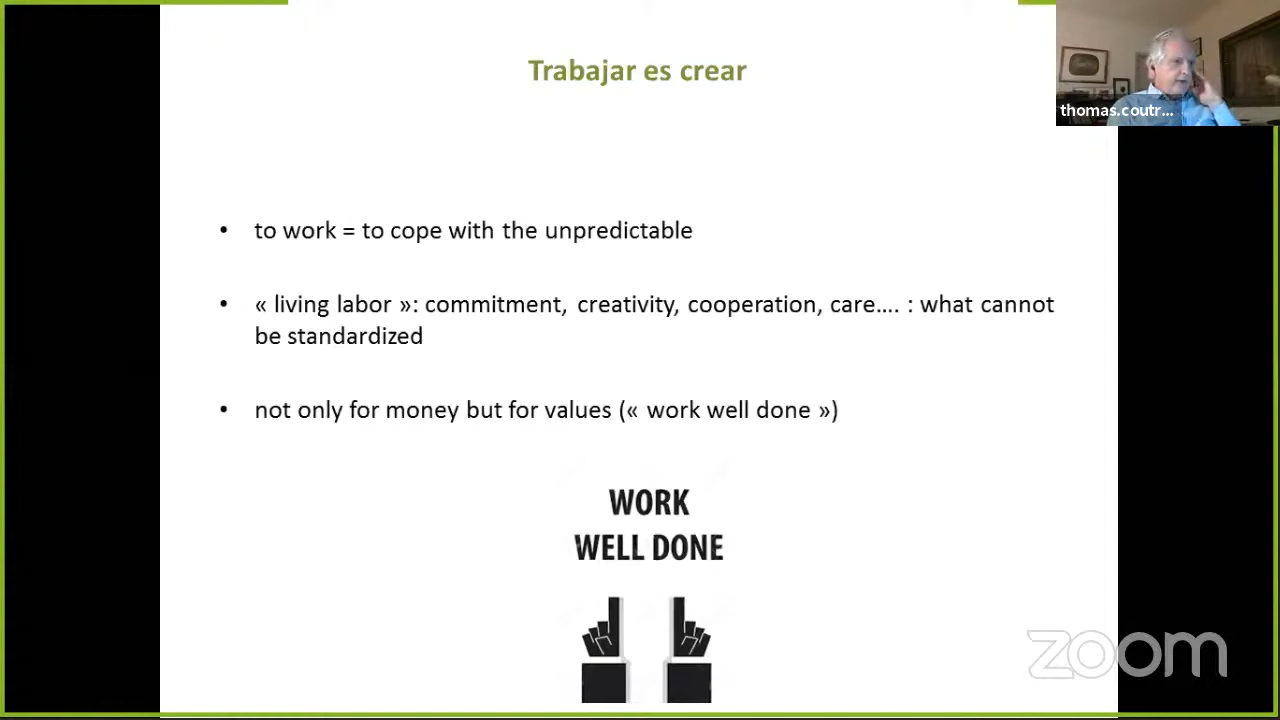 Trabajar es crear
thomas.coutr...
• to work = to cope with the unpredictable
• « living labor »: commitment, creativity, cooperation, care…. : what cannot
be standardized
• not only for money but for values (« work well done »)
WORK
WELL DONE
zoom